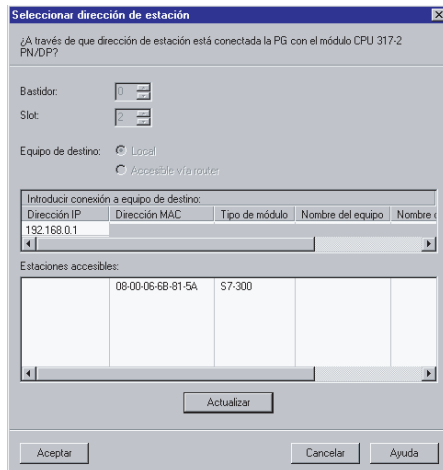 Seleccionar dirección de estación
¿A través de que dirección de estación está conectada la PG con el módulo CPU 317-2
PN/DP?
Bastidor: 0
Slot: 2
Equipo de destino: Local
Accesible vía router
Introducir conexión a equipo de destino:
Dirección IP Dirección MAC Tipo de módulo Nombre del equipo Nombre
192.168.0.1
Estaciones accesibles:
08-00-06-6B-81-5A S7-300
Actualizar
Aceptar Cancelar Ayuda